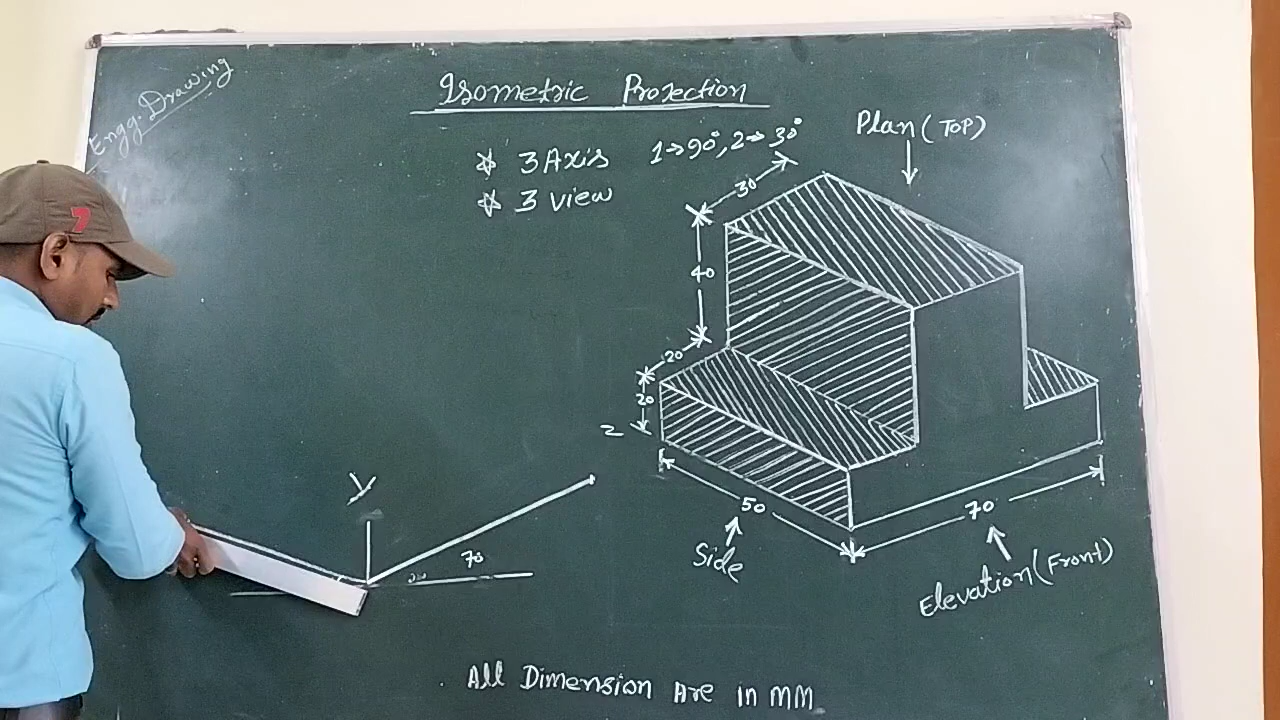 Engg. Drawing
Isometric Projection
* 3 Axis 1→90°, 2→30°
* 3 view
Plan (TOP)
30
40
20
20
2
50
70
Side
Elevation (Front)
Y
70
All Dimension Are in MM
7